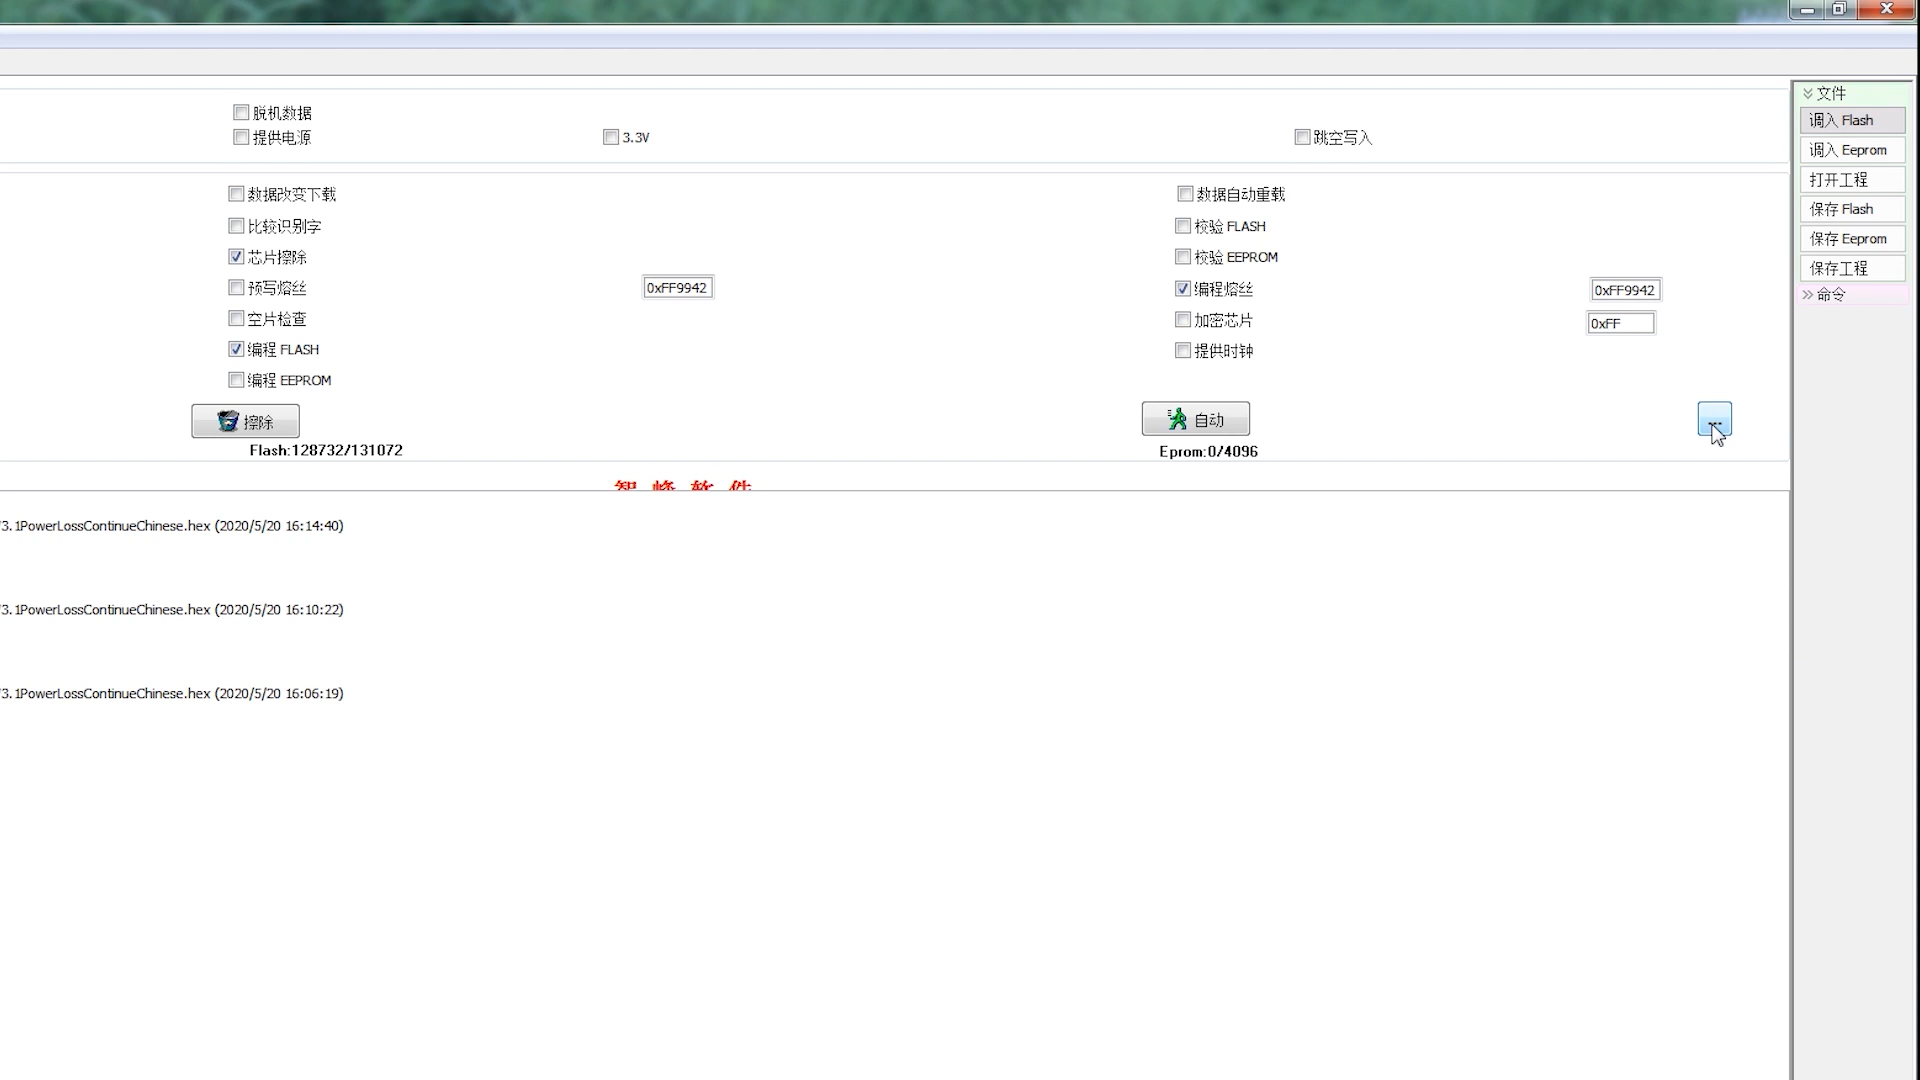 脱机数据
提供电源
3.3V
跳空写入
数据改变下载
比较识别字
芯片擦除
预写熔丝
0xFF9942
空片检查
编程 FLASH
编程 EEPROM
数据自动重载
校验 FLASH
校验 EEPROM
编程熔丝
0xFF9942
加密芯片
0xFF
提供时钟
擦除
自动
...
Flash:128732/131072
Eprom:0/4096
智峰软件
3.1PowerLossContinueChinese.hex (2020/5/20 16:14:40)
3.1PowerLossContinueChinese.hex (2020/5/20 16:10:22)
3.1PowerLossContinueChinese.hex (2020/5/20 16:06:19)
文件
调入 Flash
调入 Eeprom
打开工程
保存 Flash
保存 Eeprom
保存工程
命令